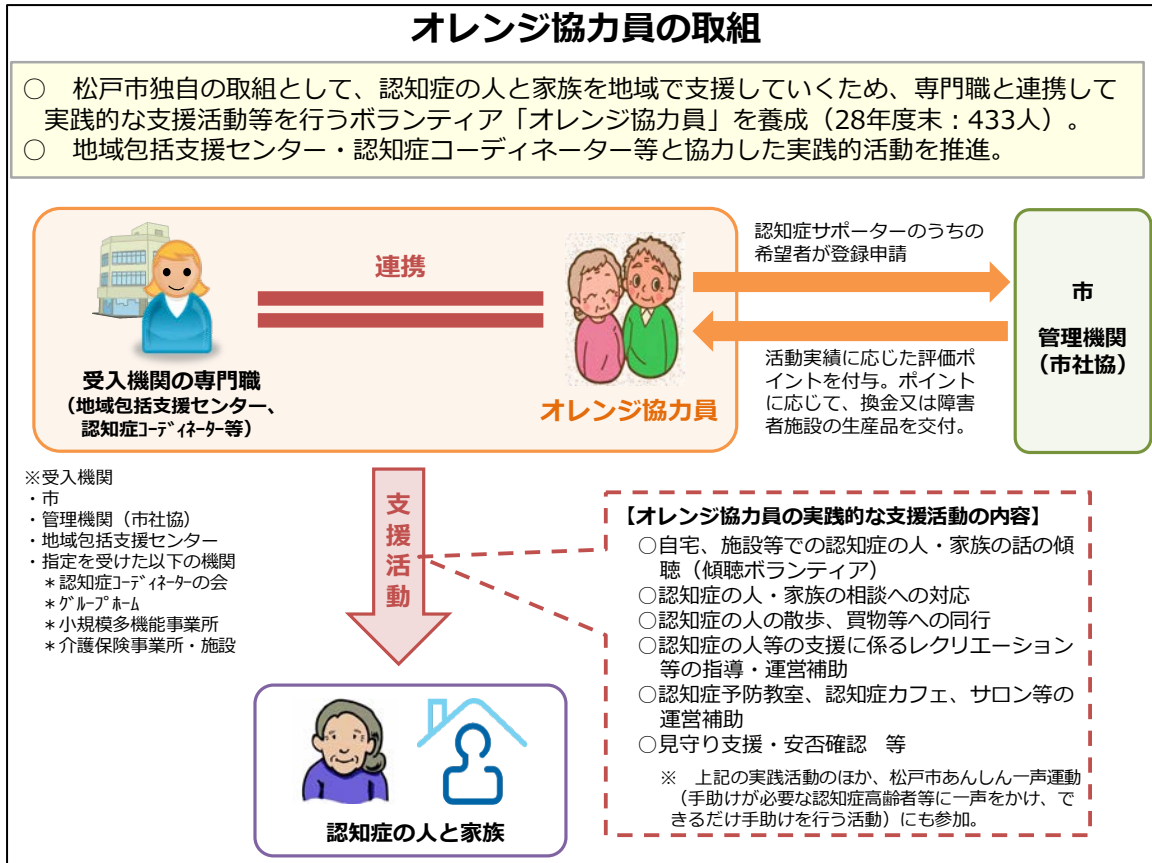 オレンジ協力員の取組
○　松戸市独自の取組として、認知症の人と家族を地域で支援していくため、専門職と連携して
実践的な支援活動等を行うボランティア「オレンジ協力員」を養成（28年度末：433人）。
○　地域包括支援センター・認知症コーディネーター等と協力した実践的活動を推進。
連携
受入機関の専門職
（地域包括支援センター、
認知症ｺｰﾃﾞｨﾈｰﾀｰ等）
オレンジ協力員
認知症サポーターのうちの
希望者が登録申請
活動実績に応じた評価ポ
イントを付与。ポイント
に応じて、換金又は障害
者施設の生産品を交付。
市
管理機関
（市社協）
※受入機関
・市
・管理機関（市社協）
・地域包括支援センター
・指定を受けた以下の機関
＊認知症ｺｰﾃﾞｨﾈｰﾀｰの会
＊ｸﾞﾙｰﾌﾟﾎｰﾑ
＊小規模多機能事業所
＊介護保険事業所・施設
支援活動
【オレンジ協力員の実践的な支援活動の内容】
○自宅、施設等での認知症の人・家族の話の傾
聴（傾聴ボランティア）
○認知症の人・家族の相談への対応
○認知症の人の散歩、買物等への同行
○認知症の人等の支援に係るレクリエーション
等の指導・運営補助
○認知症予防教室、認知症カフェ、サロン等の
運営補助
○見守り支援・安否確認　等
※　上記の実践活動のほか、松戸市あんしん一声運動
（手助けが必要な認知症高齢者等に一声をかけ、で
きるだけ手助けを行う活動）にも参加。
認知症の人と家族